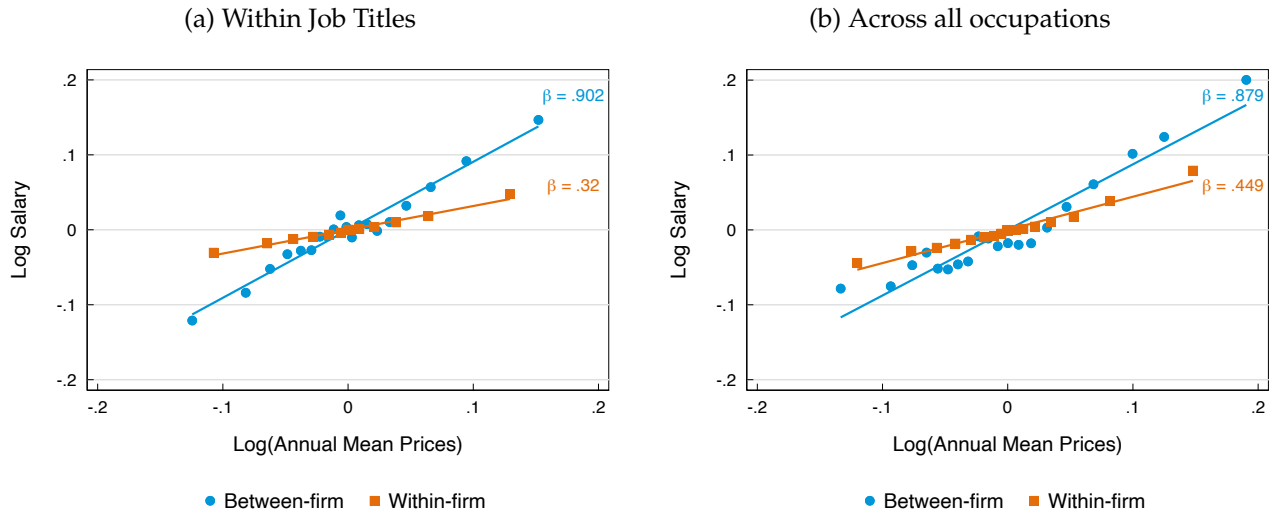 (a) Within Job Titles
.2
.1
0
-.1
-.2
Log Salary
-.2
-.1
0
.1
.2
Log(Annual Mean Prices)
β = .902
β = .32
Between-firm
Within-firm
(b) Across all occupations
.2
.1
0
-.1
-.2
Log Salary
-.2
-.1
0
.1
.2
Log(Annual Mean Prices)
β = .879
β = .449
Between-firm
Within-firm